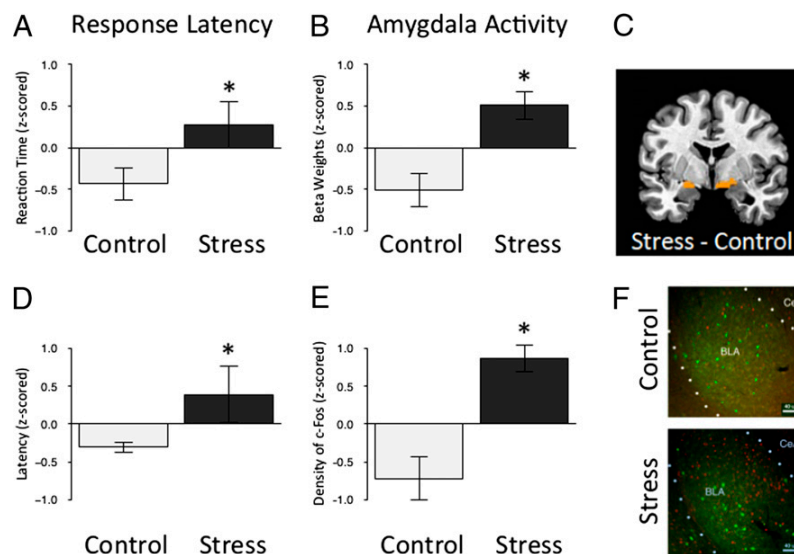 A Response Latency
Reaction Time (z-scored)
1.0
0.5
0.0
−0.5
−1.0
*
Control Stress
B Amygdala Activity
Beta Weights (z-scored)
1.0
0.5
0.0
-0.5
-1.0
*
Control Stress
C
Stress - Control
D
Latency (z-scored)
1.0
0.5
0.0
-0.5
-1.0
*
Control Stress
E
Density of c-Fos (z-scored)
1.0
0.5
0.0
-0.5
-1.0
*
Control Stress
F
Control
BLA
Stress
BLA